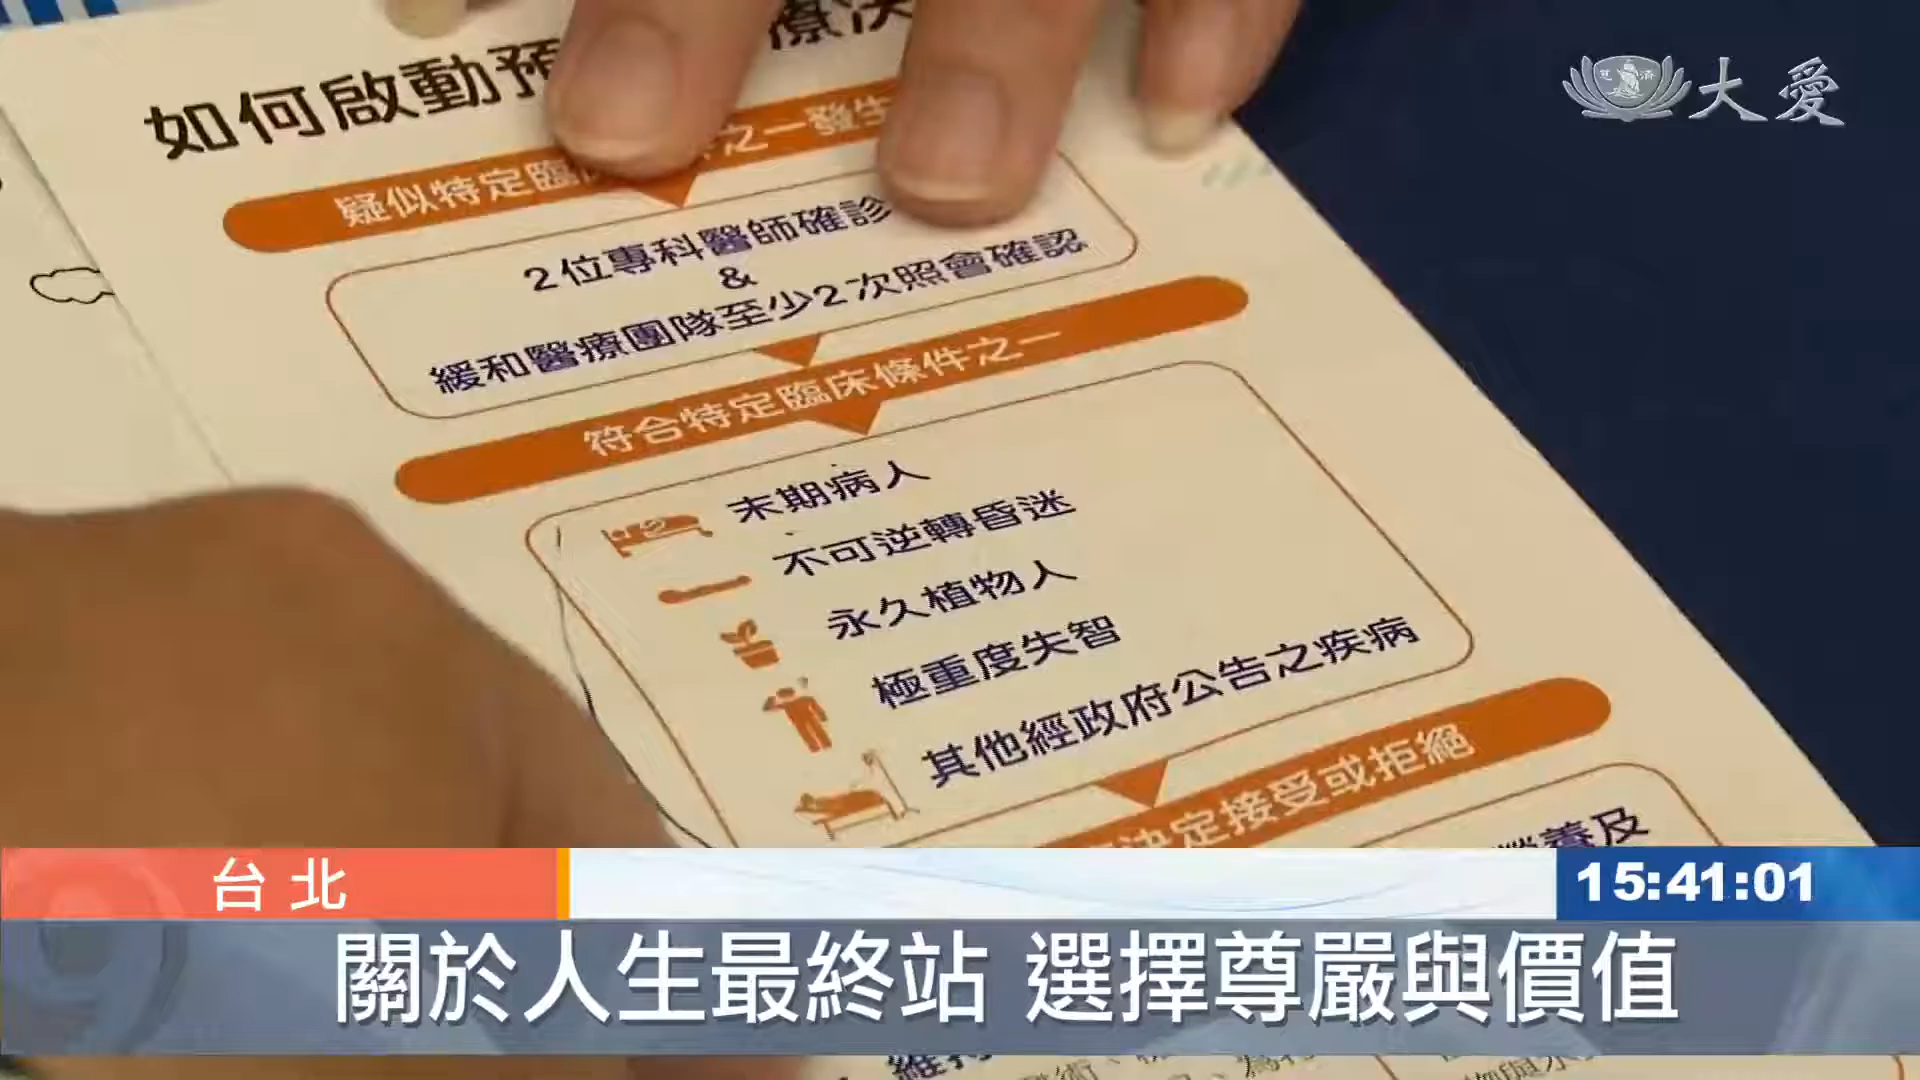 大愛
如何啟動預
療決
疑似特定臨
之一發生
2位專科醫師確診
&
緩和醫療團隊至少2次照會確認
符合特定臨床條件之一
末期病人
不可逆轉昏迷
永久植物人
極重度失智
其他經政府公告之疾病
決定接受或拒絕
營養及
台北
15:41:01
關於人生最終站 選擇尊嚴與價值